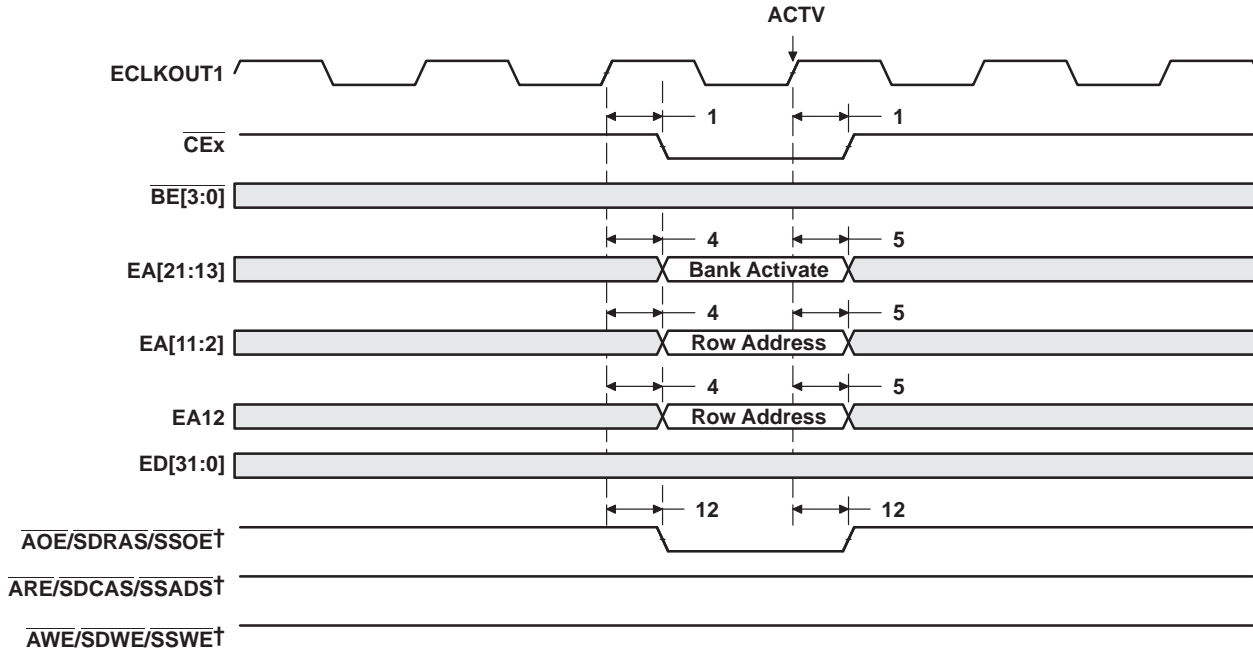 ACTV
ECLKOUT1
1 1
CEx
BE[3:0]
4 5
EA[21:13] Bank Activate
4 5
EA[11:2] Row Address
4 5
EA12 Row Address
ED[31:0]
12 12
AOE/SDRAS/SSOE†
ARE/SDCAS/SSADS†
AWE/SDWE/SSWE†